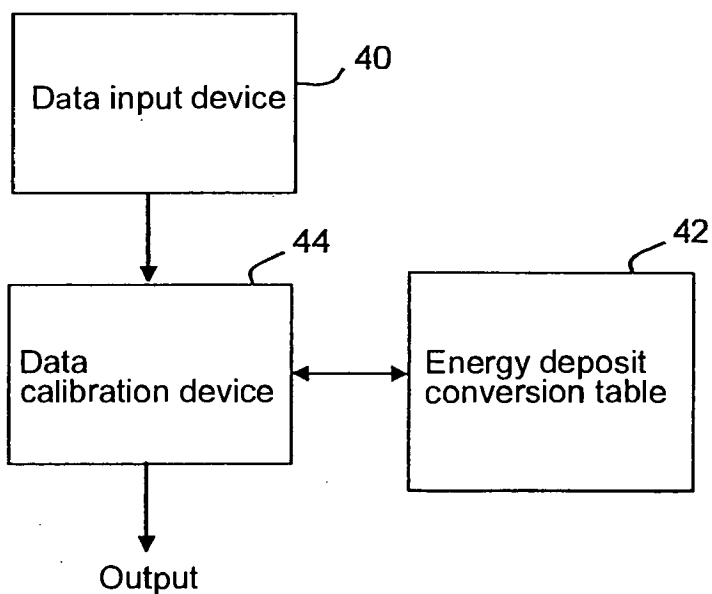 40
Data input device
44
42
Data
calibration device
Energy deposit
conversion table
Output